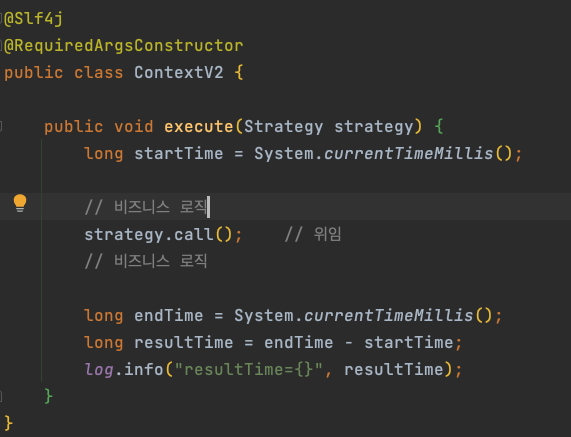 @Slf4j
@RequiredArgsConstructor
public class ContextV2 {
public void execute(Strategy strategy) {
long startTime = System.currentTimeMillis();
// 비즈니스 로직
strategy.call(); // 위임
// 비즈니스 로직
long endTime = System.currentTimeMillis();
long resultTime = endTime - startTime;
log.info("resultTime={}", resultTime);
}
}